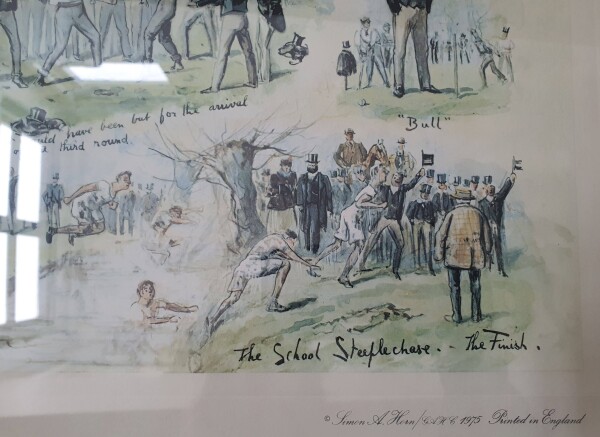 ould have been but for the arrival
third round.
"Bull"
The School Steeplechase. - The Finish.
© Simon A. Horn/G.A.H.C. 1975 Printed in England